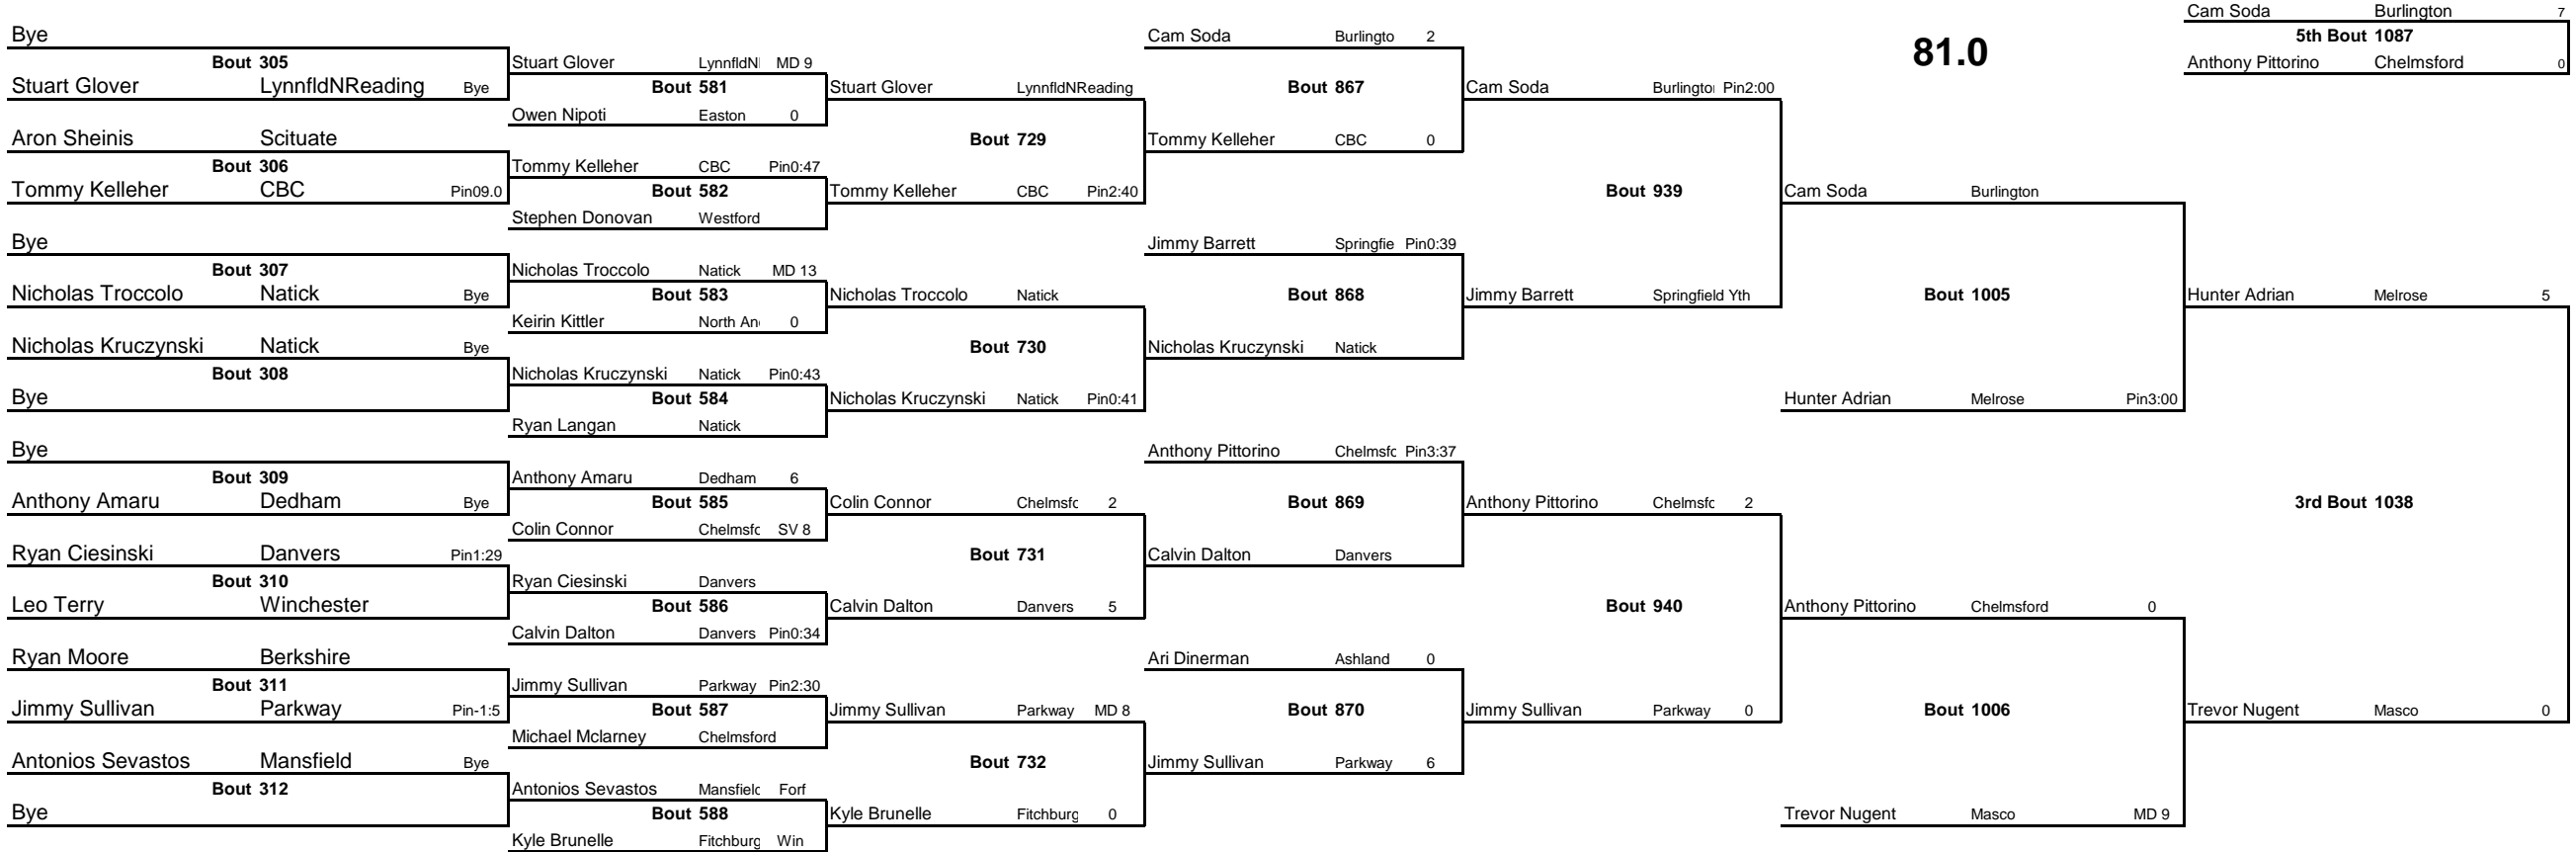 Cam Soda Burlington 7
Bye Cam Soda Burlingto 2 5th Bout 1087
81.0
Bout 305 Stuart Glover LynnfldN MD 9 Anthony Pittorino Chelmsford 0
Stuart Glover LynnfldNReading Bye Bout 581 Stuart Glover LynnfldNReading Bout 867 Cam Soda Burlingto Pin2:00
Owen Nipoti Easton 0
Aron Sheinis Scituate Bout 729 Tommy Kelleher CBC 0
Bout 306 Tommy Kelleher CBC Pin0:47
Tommy Kelleher CBC Pin09.0 Bout 582 Tommy Kelleher CBC Pin2:40 Bout 939 Cam Soda Burlington
Stephen Donovan Westford
Bye Jimmy Barrett Springfie Pin0:39
Bout 307 Nicholas Troccolo Natick MD 13
Nicholas Troccolo Natick Bye Bout 583 Nicholas Troccolo Natick Bout 868 Jimmy Barrett Springfield Yth Bout 1005 Hunter Adrian Melrose 5
Keirin Kittler North An 0
Nicholas Kruczynski Natick Bye Bout 730 Nicholas Kruczynski Natick
Bout 308 Nicholas Kruczynski Natick Pin0:43
Bye Bout 584 Nicholas Kruczynski Natick Pin0:41 Hunter Adrian Melrose Pin3:00
Ryan Langan Natick
Bye Anthony Pittorino Chelmsfc Pin3:37
Bout 309 Anthony Amaru Dedham 6
Anthony Amaru Dedham Bye Bout 585 Colin Connor Chelmsfc 2 Bout 869 Anthony Pittorino Chelmsfc 2 3rd Bout 1038
Colin Connor Chelmsfc SV 8
Ryan Ciesinski Danvers Pin1:29 Bout 731 Calvin Dalton Danvers
Bout 310 Ryan Ciesinski Danvers
Leo Terry Winchester Bout 586 Calvin Dalton Danvers 5 Bout 940 Anthony Pittorino Chelmsford 0
Calvin Dalton Danvers Pin0:34
Ryan Moore Berkshire Ari Dinerman Ashland 0
Bout 311 Jimmy Sullivan Parkway Pin2:30
Jimmy Sullivan Parkway Pin-1:5 Bout 587 Jimmy Sullivan Parkway MD 8 Bout 870 Jimmy Sullivan Parkway 0 Bout 1006 Trevor Nugent Masco 0
Michael Mclarney Chelmsford
Antonios Sevastos Mansfield Bye Bout 732 Jimmy Sullivan Parkway 6
Bout 312 Antonios Sevastos Mansfielc Forf
Bye Bout 588 Kyle Brunelle Fitchburg 0 Trevor Nugent Masco MD 9
Kyle Brunelle Fitchburg Win